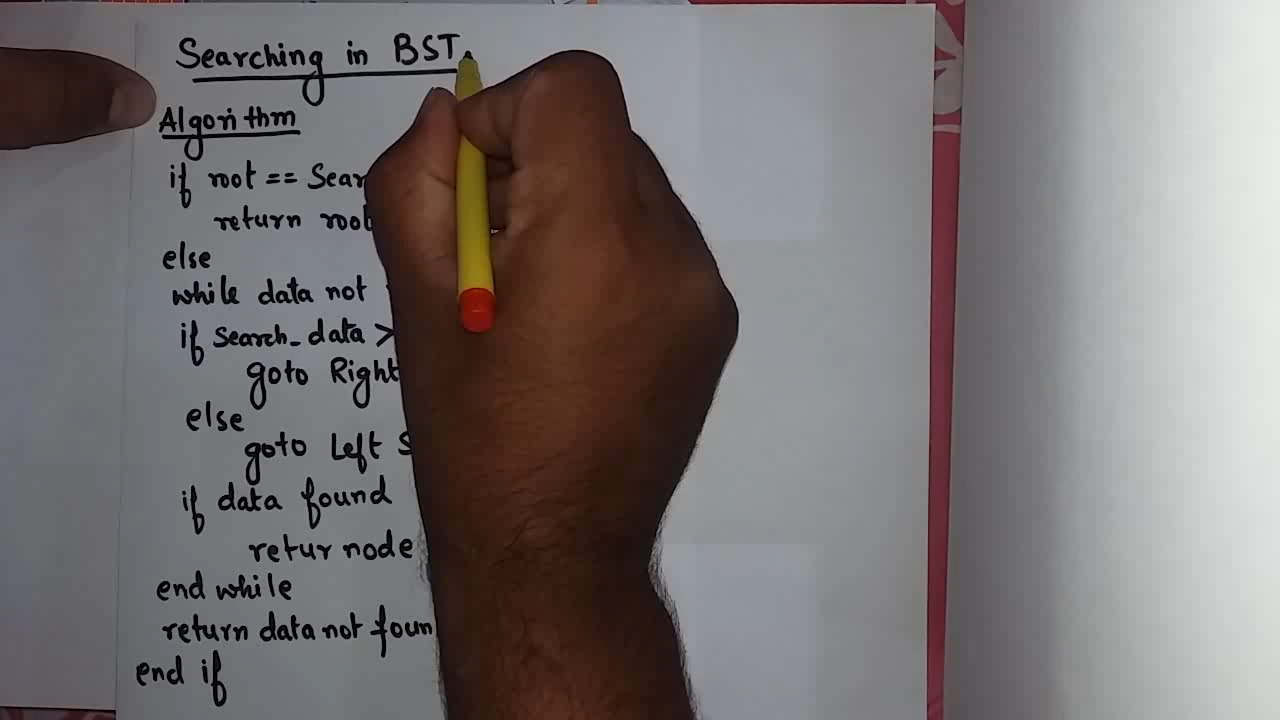 Searching in BST
Algorithm
if root == Sear
return root
else
while data not
if Search_data >
goto Right
else
goto Left S
if data found
retur node
end while
return data not foun
end if